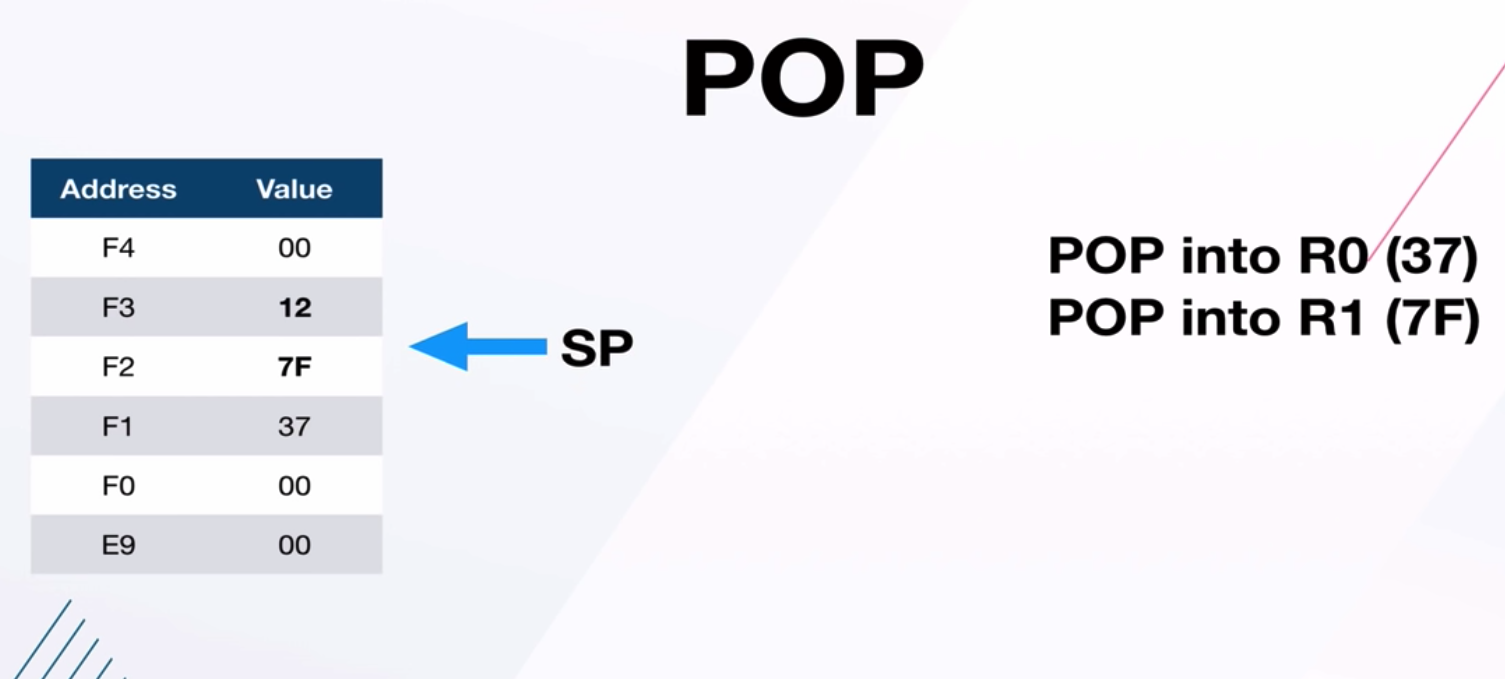 POP
Address Value
F4 00
F3 12
F2 7F
F1 37
F0 00
E9 00
SP
POP into R0 (37)
POP into R1 (7F)